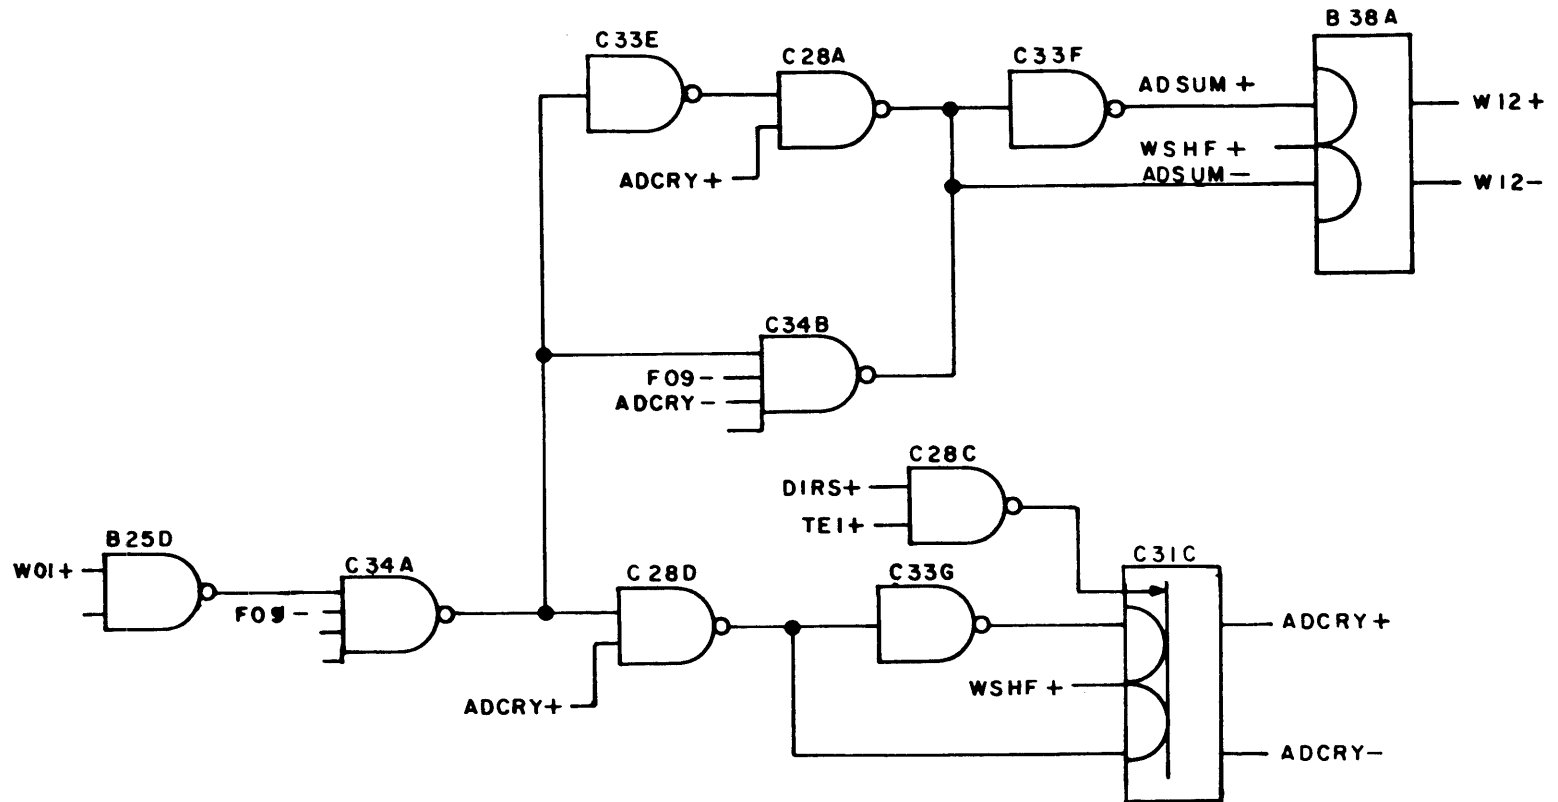 B38A
C33E
C28A
C33F
ADSUM+
W12+
WSHF+
ADCRY+
ADSUM-
W12-
C34B
F09-
ADCRY-
C28C
DIRS+
TE1+
B25D
W01+
C34A
F09-
C28D
C33G
C31C
ADCRY+
WSHF+
ADCRY+
ADCRY-